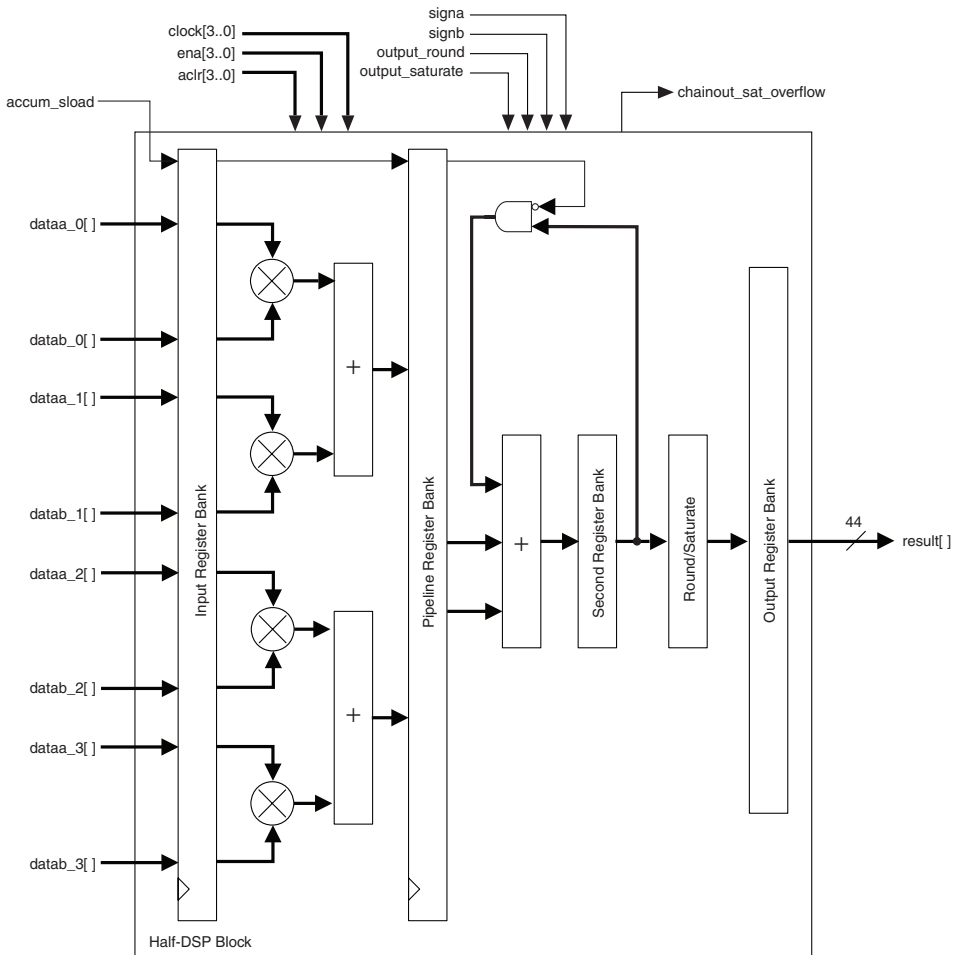 signa
signb
output_round
output_saturate
clock[3..0]
ena[3..0]
aclr[3..0]
chainout_sat_overflow
accum_sload
dataa_0[ ]
datab_0[ ]
dataa_1[ ]
datab_1[ ]
dataa_2[ ]
datab_2[ ]
dataa_3[ ]
datab_3[ ]
Input Register Bank
+
+
Pipeline Register Bank
+
Second Register Bank
Round/Saturate
Output Register Bank
44
result[ ]
Half-DSP Block